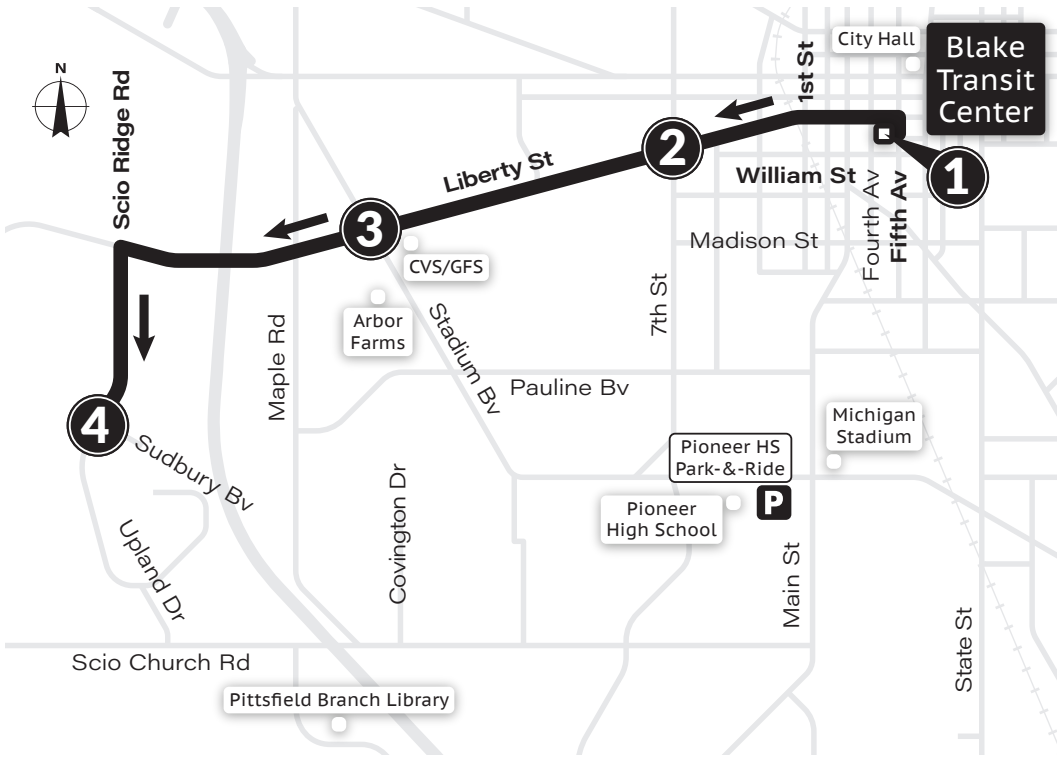 N
Scio Ridge Rd
1st St
City Hall
Blake
Transit
Center
2
Liberty St
William St
1
Fourth Av
Fifth Av
3
Madison St
CVS/GFS
7th St
Arbor
Farms
Maple Rd
Stadium Bv
Pauline Bv
4
Sudbury Bv
Michigan
Stadium
Pioneer HS
Park-&-Ride
P
Pioneer
High School
Covington Dr
Upland Dr
Main St
State St
Scio Church Rd
Pittsfield Branch Library